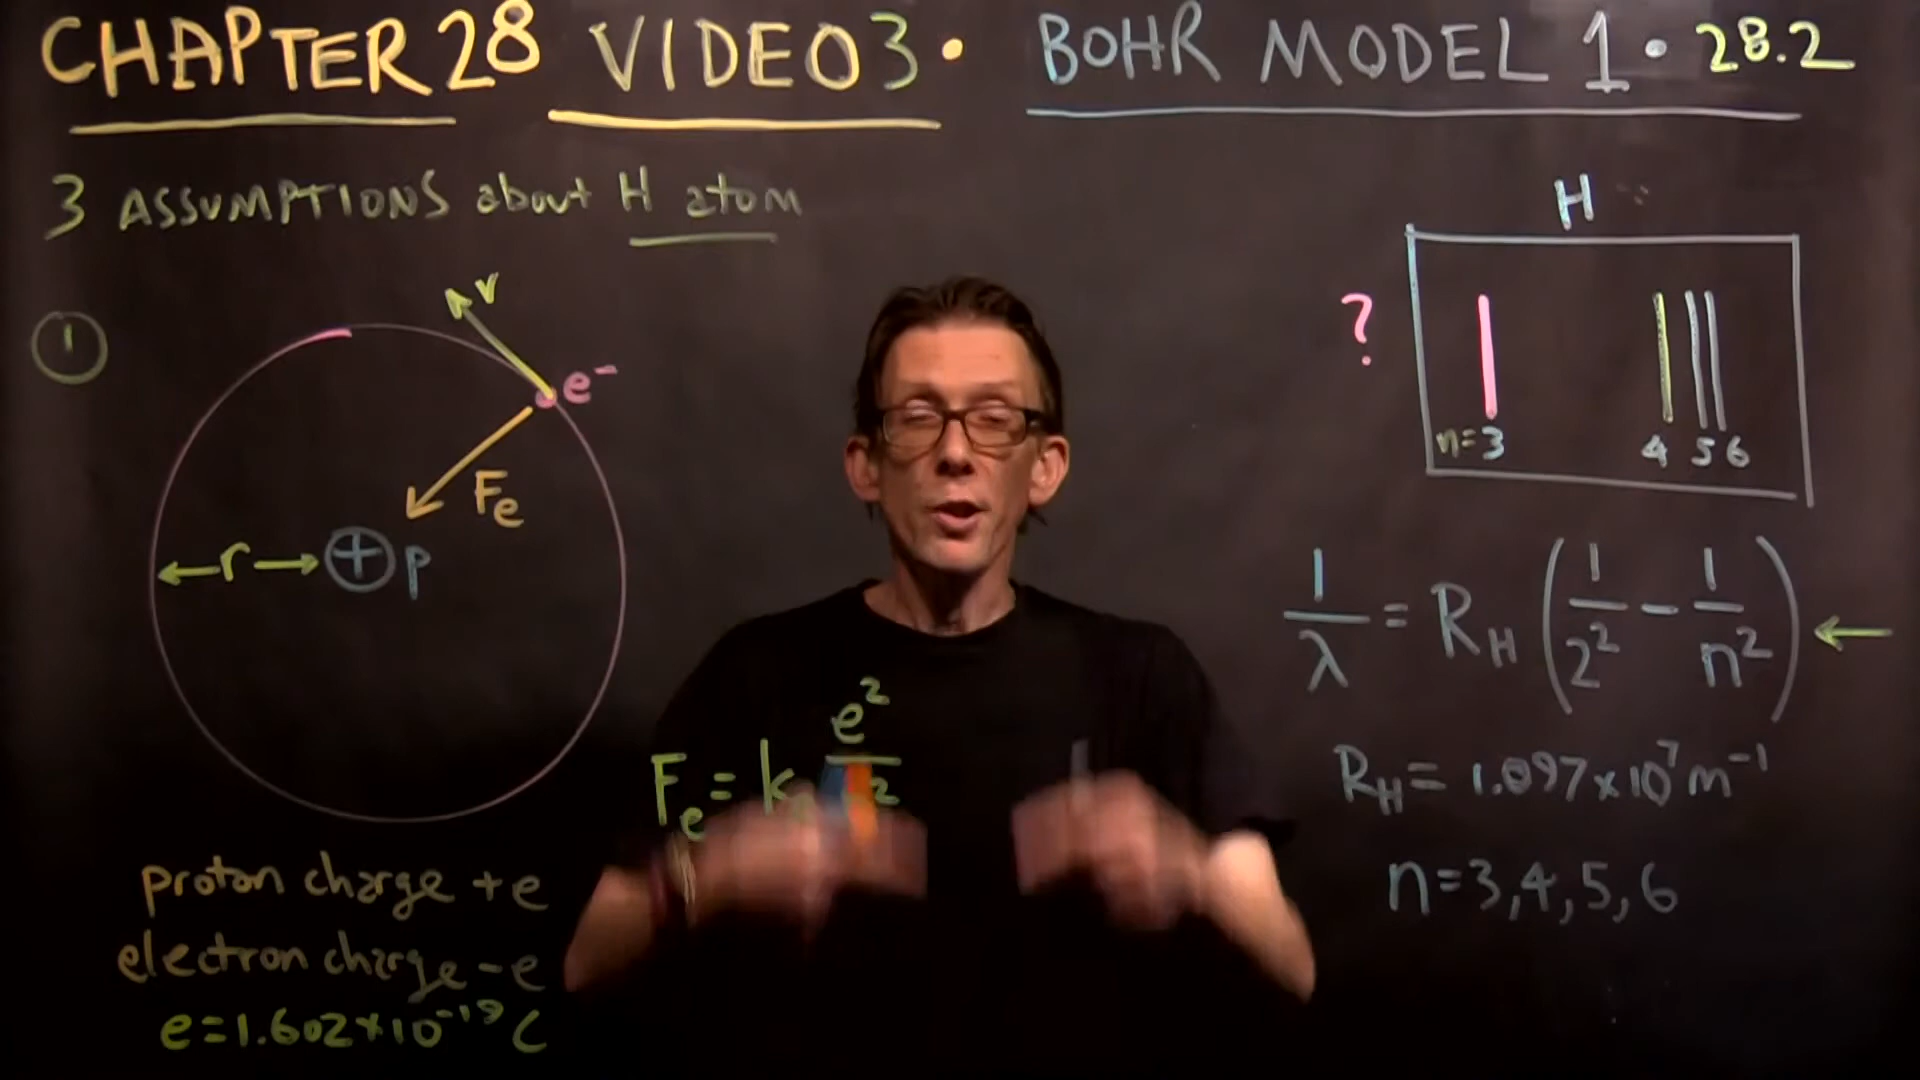 CHAPTER 28 VIDEO 3 • BOHR MODEL 1 • 28.2
3 ASSUMPTIONS about H atom
1
v
e⁻
Fe
r
+ p
Fe = k e²
proton charge +e
electron charge -e
e = 1.602×10⁻¹⁹ C
H
?
n=3 4 5 6
1/λ = R_H (1/2² - 1/n²) ←
R_H = 1.097×10⁷ m⁻¹
n=3,4,5,6